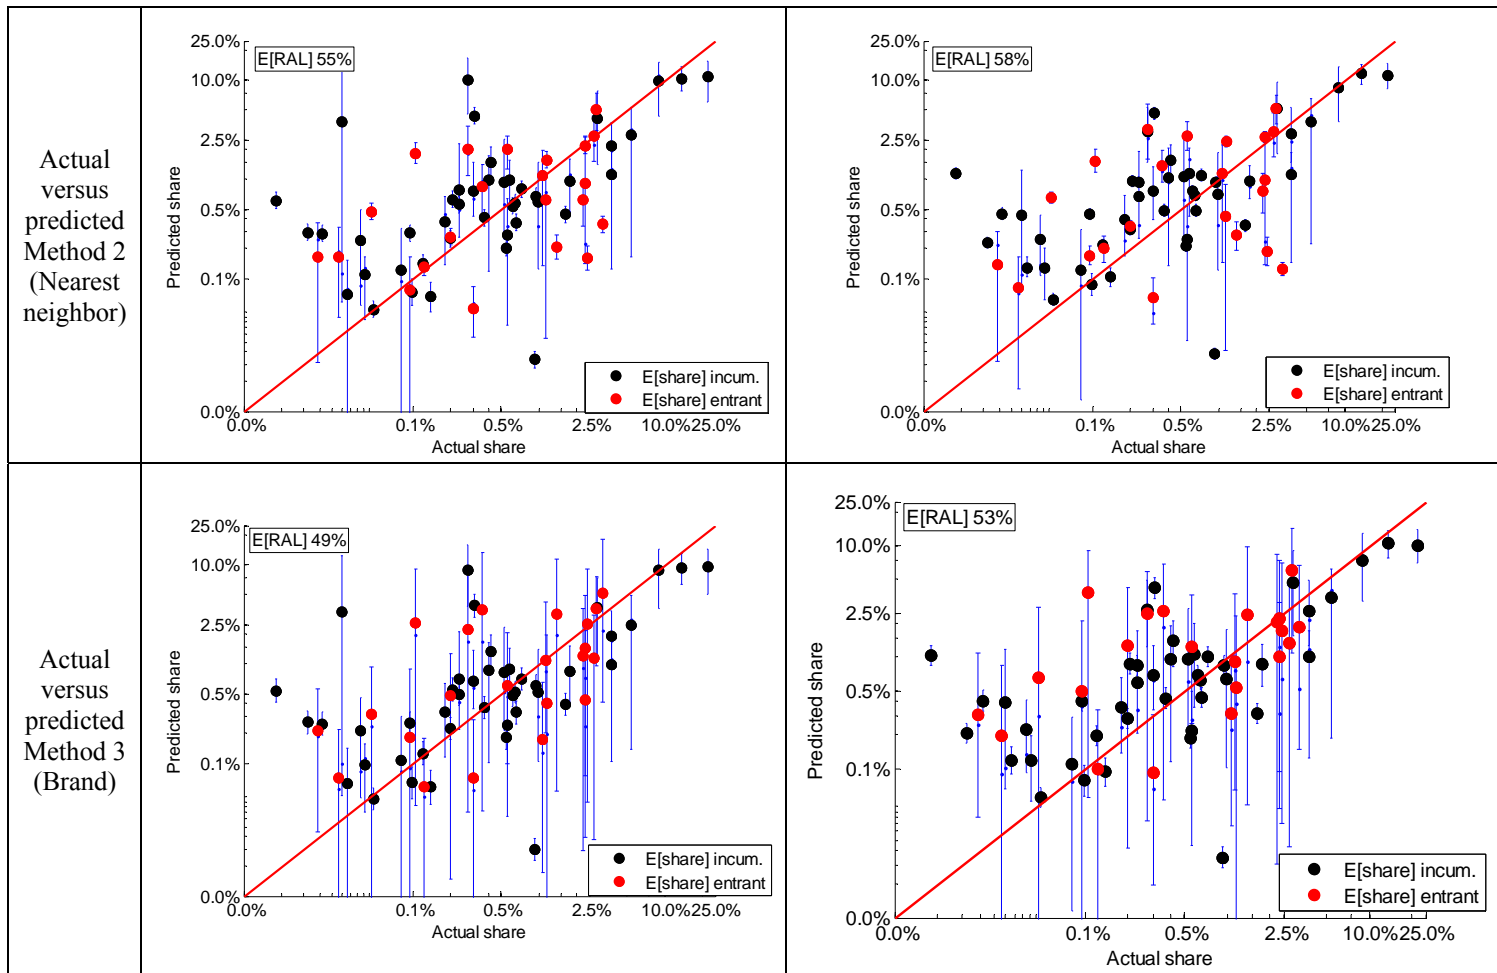 Actual
versus
predicted
Method 2
(Nearest
neighbor)
E[RAL] 55%
25.0%
10.0%
2.5%
0.5%
0.1%
0.0%
Predicted share
0.0% 0.1% 0.5% 2.5% 10.0% 25.0%
Actual share
E[share] incum.
E[share] entrant
E[RAL] 58%
25.0%
10.0%
2.5%
0.5%
0.1%
0.0%
Predicted share
0.0% 0.1% 0.5% 2.5% 10.0% 25.0%
Actual share
E[share] incum.
E[share] entrant
Actual
versus
predicted
Method 3
(Brand)
E[RAL] 49%
25.0%
10.0%
2.5%
0.5%
0.1%
0.0%
Predicted share
0.0% 0.1% 0.5% 2.5% 10.0% 25.0%
Actual share
E[share] incum.
E[share] entrant
E[RAL] 53%
25.0%
10.0%
2.5%
0.5%
0.1%
0.0%
Predicted share
0.0% 0.1% 0.5% 2.5% 10.0% 25.0%
Actual share
E[share] incum.
E[share] entrant